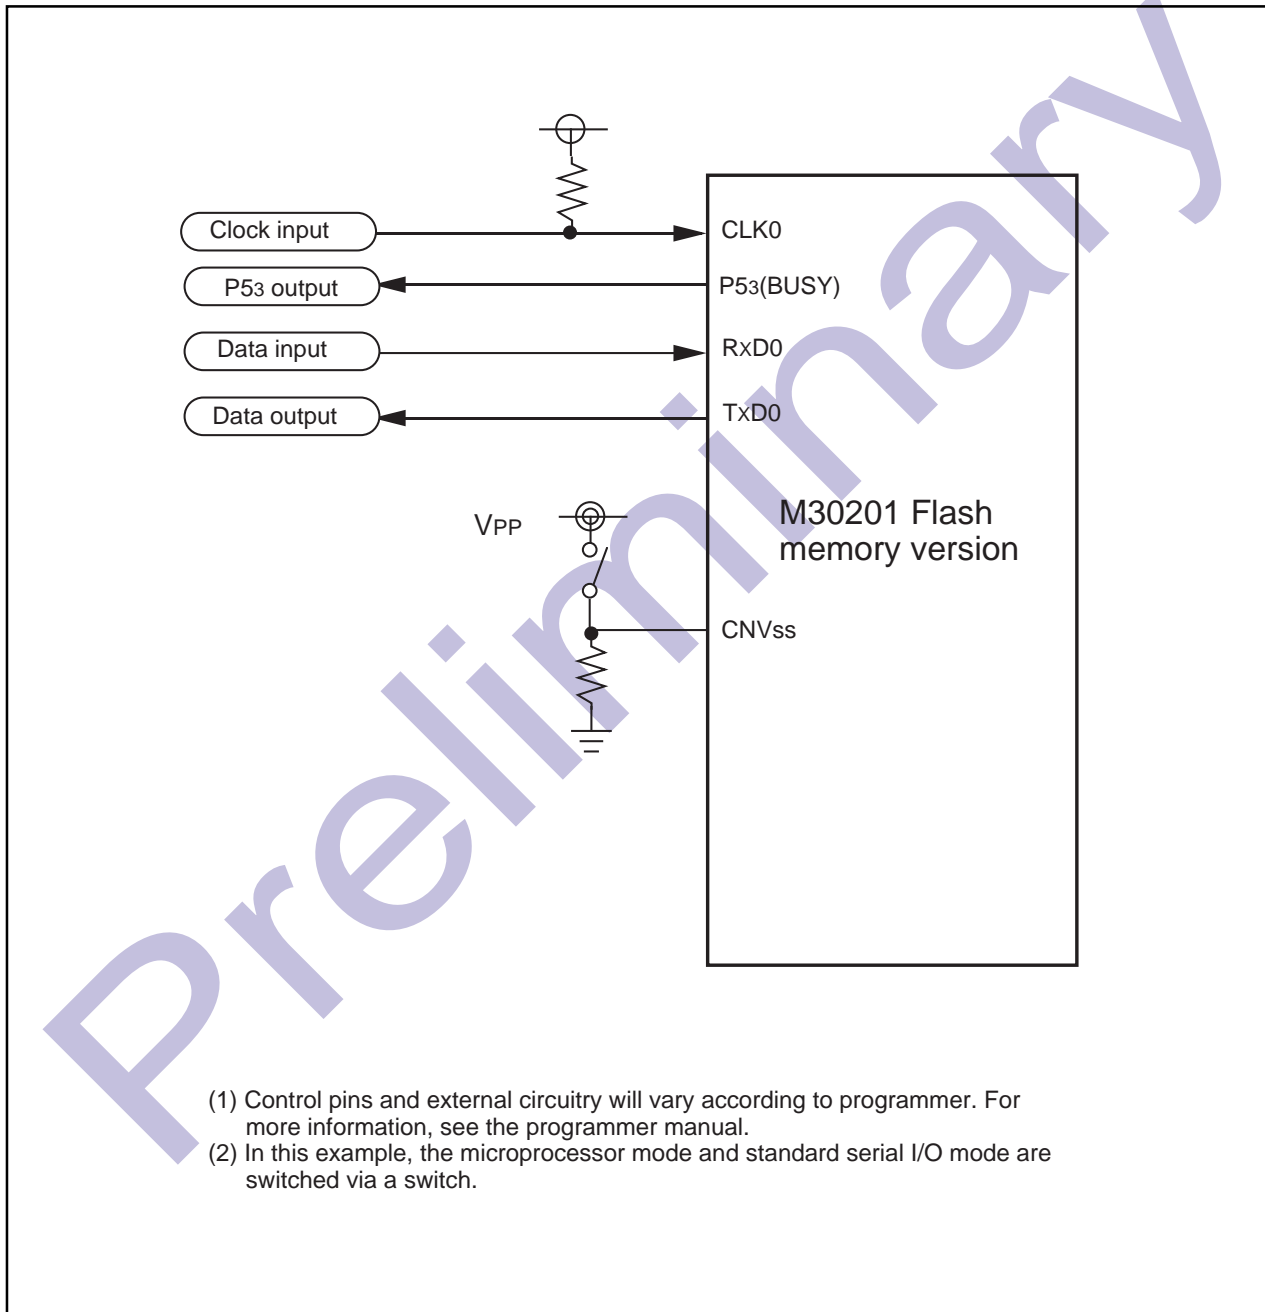 Clock input
CLK0
P53 output
P53(BUSY)
Data input
RxD0
Data output
TxD0
VPP
M30201 Flash
memory version
CNVss
Preliminary
(1) Control pins and external circuitry will vary according to programmer. For
more information, see the programmer manual.
(2) In this example, the microprocessor mode and standard serial I/O mode are
switched via a switch.